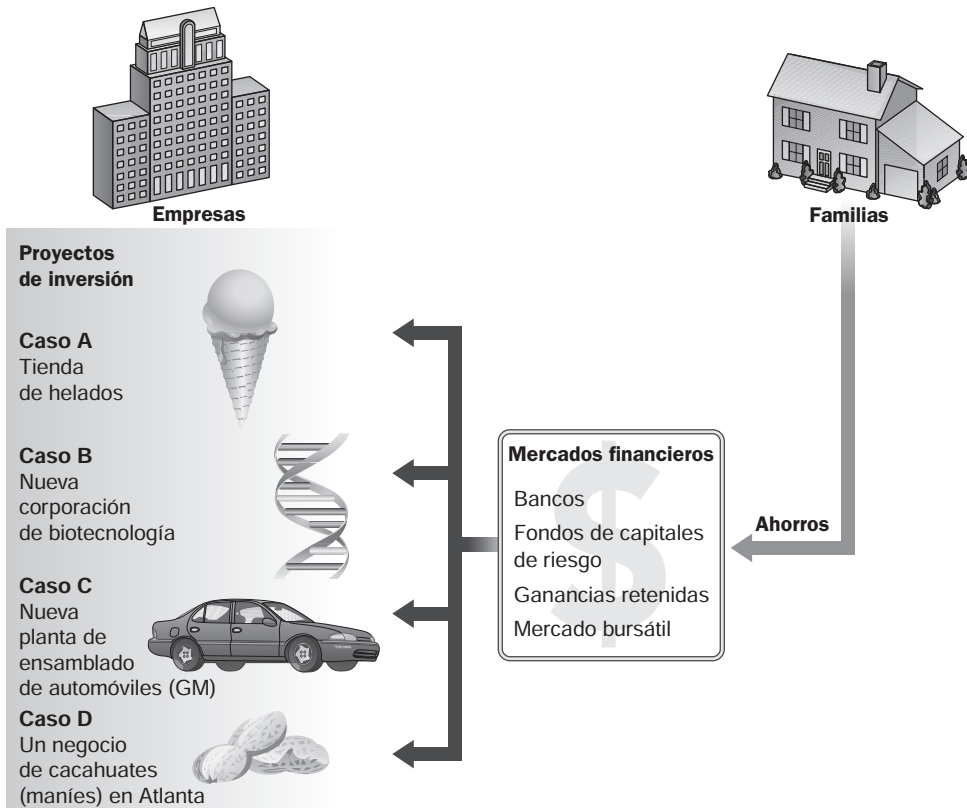 Empresas
Familias
Proyectos
de inversión
Caso A
Tienda
de helados
Caso B
Nueva
corporación
de biotecnología
Caso C
Nueva
planta de
ensamblado
de automóviles (GM)
Caso D
Un negocio
de cacahuates
(maníes) en Atlanta
Mercados financieros
Bancos
Fondos de capitales
de riesgo
Ganancias retenidas
Mercado bursátil
$
Ahorros